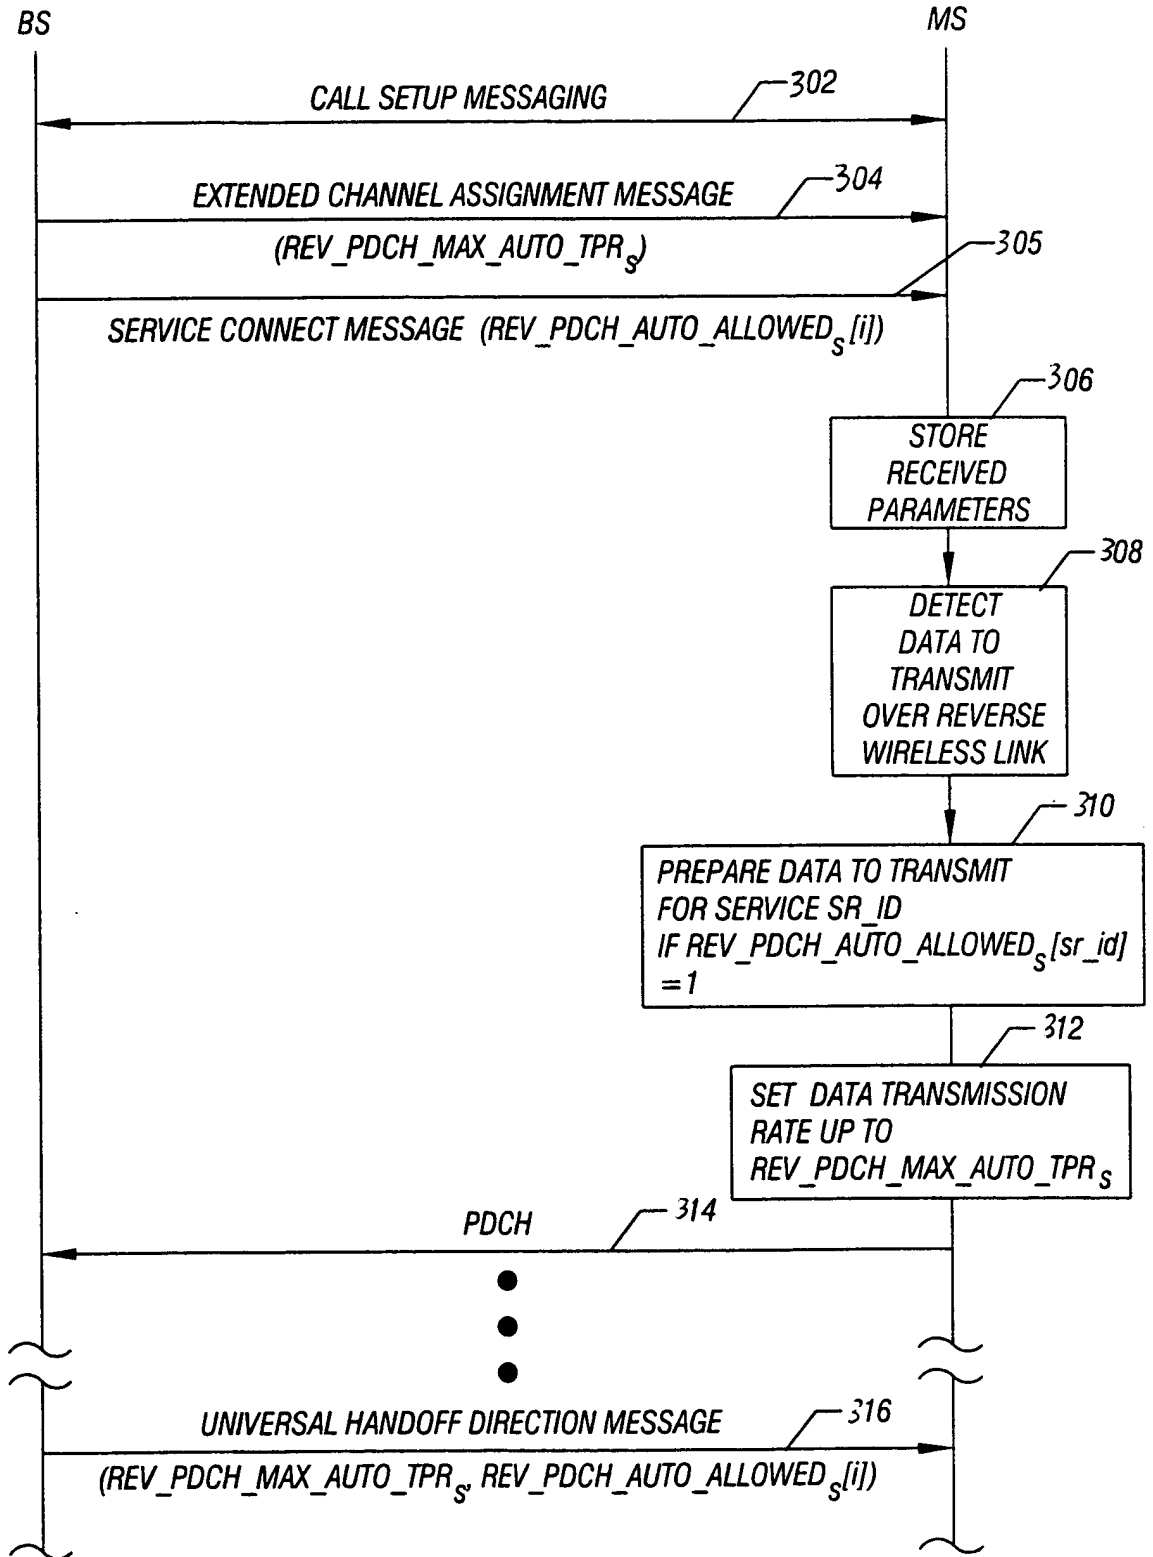 BS
MS
CALL SETUP MESSAGING
302
EXTENDED CHANNEL ASSIGNMENT MESSAGE
304
(REV_PDCH_MAX_AUTO_TPRs)
305
SERVICE CONNECT MESSAGE (REV_PDCH_AUTO_ALLOWEDs[i])
306
STORE
RECEIVED
PARAMETERS
308
DETECT
DATA TO
TRANSMIT
OVER REVERSE
WIRELESS LINK
310
PREPARE DATA TO TRANSMIT
FOR SERVICE SR_ID
IF REV_PDCH_AUTO_ALLOWEDs[sr_id]
=1
312
SET DATA TRANSMISSION
RATE UP TO
REV_PDCH_MAX_AUTO_TPRs
PDCH
314
UNIVERSAL HANDOFF DIRECTION MESSAGE
316
(REV_PDCH_MAX_AUTO_TPRs, REV_PDCH_AUTO_ALLOWEDs[i])